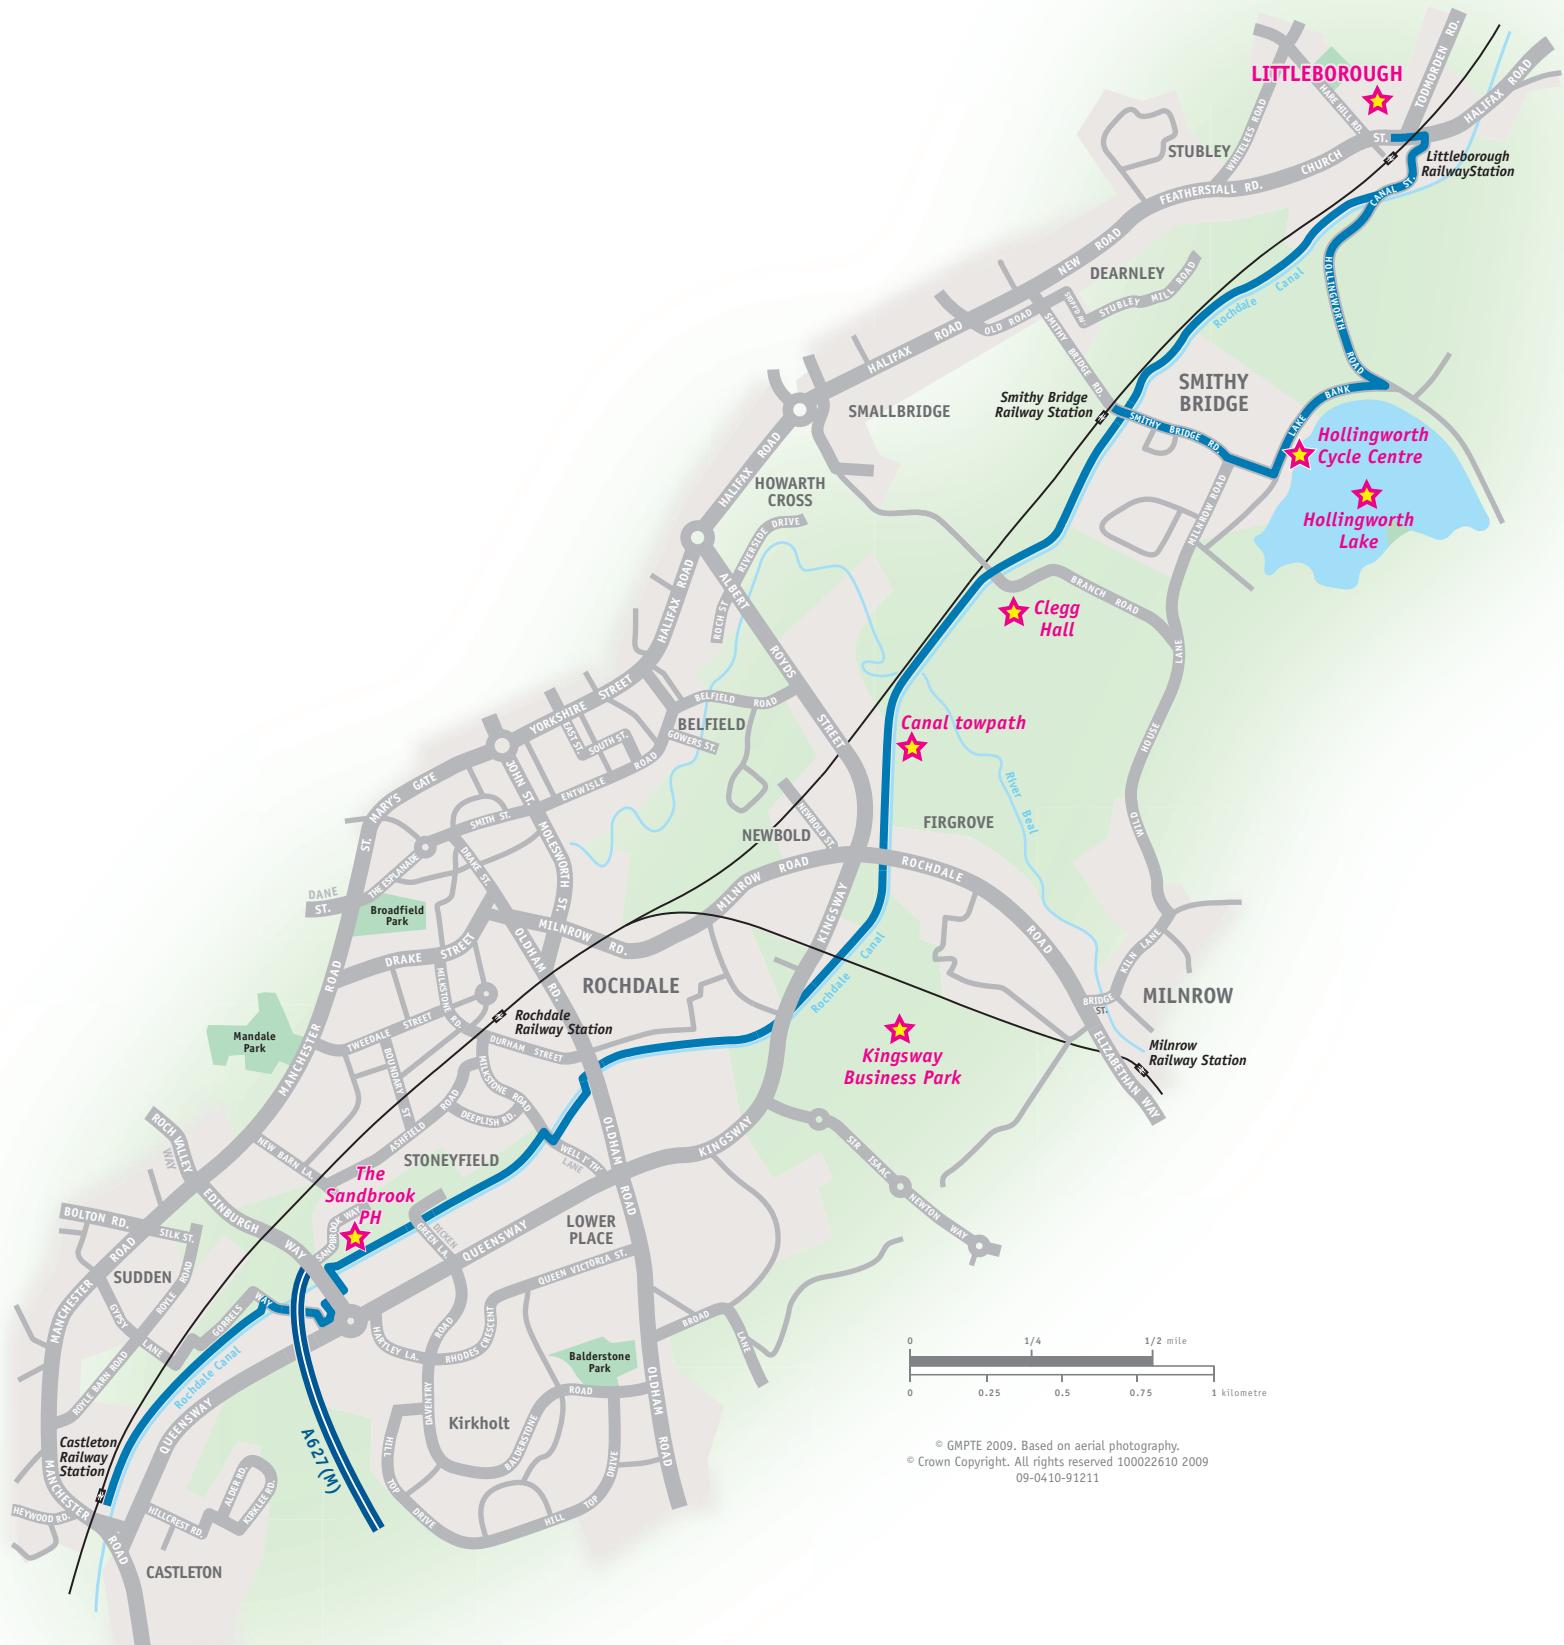 LITTLEBOROUGH
TODMORDEN RD.
HALIFAX ROAD
HARE HILL RD.
WHITELEES ROAD
ST.
CHURCH
Littleborough
RailwayStation
STUBLEY
FEATHERSTALL RD.
CANAL ST.
NEW ROAD
DEARNLEY
STUBLEY MILL ROAD
HOLLINGWORTH ROAD
Rochdale Canal
OLD ROAD
SMITHY BRIDGE RD.
HALIFAX ROAD
SMITHY
BRIDGE
Smithy Bridge
Railway Station
SMITHY BRIDGE RD.
LAKE BANK
SMALLBRIDGE
Hollingworth
Cycle Centre
Hollingworth
Lake
HALIFAX ROAD
HOWARTH
CROSS
RIVERSIDE DRIVE
MILNROW ROAD
ALBERT ROYDS STREET
HALIFAX ROAD
ROCH ST
BRANCH ROAD
Clegg
Hall
WILD HOUSE LANE
YORKSHIRE STREET
BELFIELD ROAD
BELFIELD
GOWERS ST.
EAST ST.
SOUTH ST.
Canal towpath
River Beal
ENTWISLE ROAD
JOHN ST.
ST. MARY'S GATE
SMITH ST.
MOLESWORTH ST.
NEWBOLD ST.
NEWBOLD
FIRGROVE
DRAKE ST.
THE ESPLANADE
DANE
ST.
Broadfield
Park
MILNROW ROAD
ROCHDALE ROAD
KINGSWAY
MILNROW RD.
OLDHAM RD.
DRAKE STREET
ROCHDALE
Rochdale Canal
KILN LANE
MILNROW
BRIDGE
ST.
MILKSTONE RD.
Rochdale
Railway Station
Mandale
Park
TWEEDALE STREET
MANCHESTER ROAD
DURHAM STREET
Kingsway
Business Park
Milnrow
Railway Station
ELIZABETHAN WAY
BOUNDARY ST
MILKSTONE ROAD
DEEPLISH RD.
ASHFIELD ROAD
ROCH VALLEY
WAY
NEW BARN LA.
STONEYFIELD
WELL I' TH'
LANE
OLDHAM ROAD
KINGSWAY
SIR ISAAC NEWTON WAY
The
Sandbrook
PH
SANDBROOK WAY
EDINBURGH WAY
BOLTON RD.
SILK ST.
DICKEN
GREEN LA.
QUEENSWAY
LOWER
PLACE
QUEEN VICTORIA ST.
SUDDEN
MANCHESTER ROAD
GYPSY LANE
ROYLE ROAD
GORRELS WAY
ROYLE BARN ROAD
Rochdale Canal
QUEENSWAY
HARTLEY LA.
RHODES CRESCENT
DAVENTRY ROAD
BROAD LANE
Balderstone
Park
BALDERSTONE ROAD
OLDHAM ROAD
Kirkholt
A627(M)
HILL TOP DRIVE
HILL TOP DRIVE
Castleton
Railway
Station
MANCHESTER ROAD
HEYWOOD RD.
HILLCREST RD.
ALDER RD.
KIRKLEE RD.
CASTLETON
0 1/4 1/2 mile
0 0.25 0.5 0.75 1 kilometre
© GMPTE 2009. Based on aerial photography.
© Crown Copyright. All rights reserved 100022610 2009
09-0410-91211